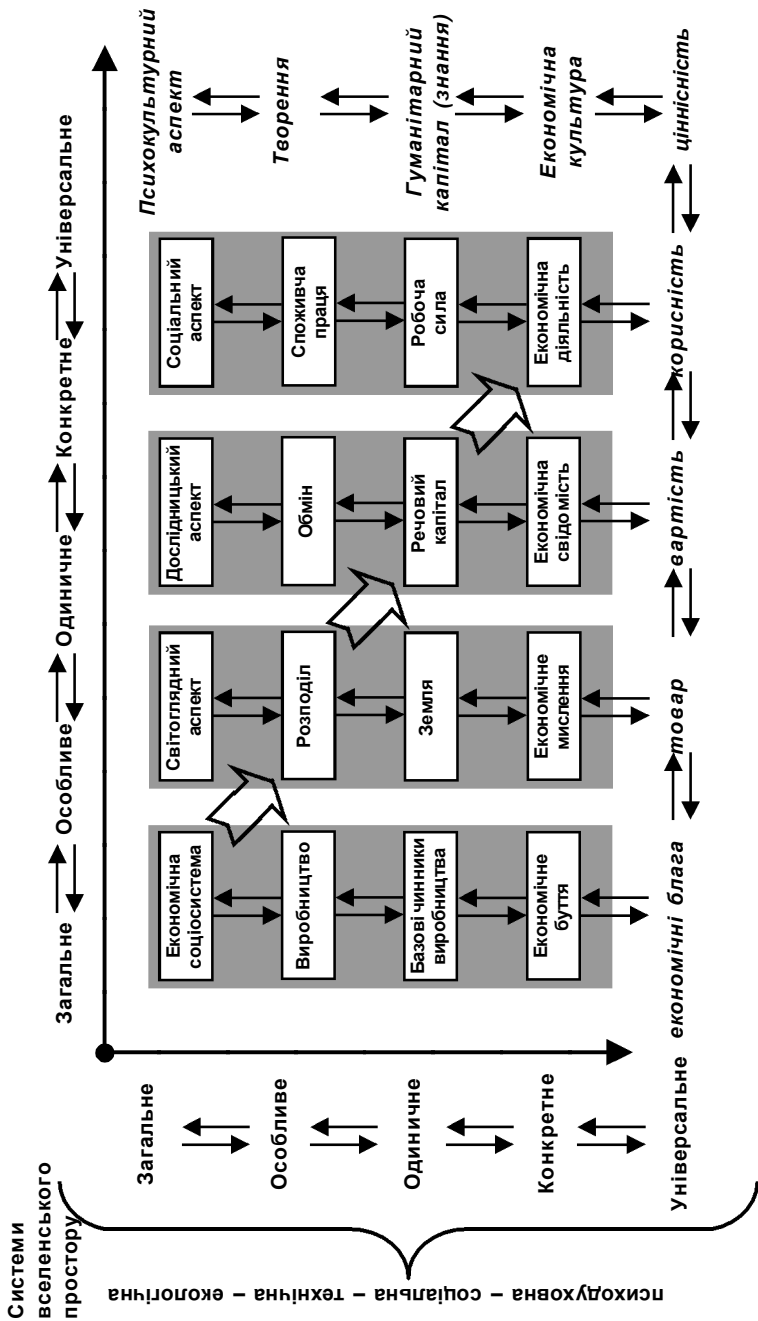 Системи
вселенського
простору
психодуховна – соціальна – технічна – екологічна
Загальне
Особливе
Одиничне
Конкретне
Універсальне
Загальне
Особливе
Одиничне
Конкретне
Універсальне
Економічна
соціосистема
Світоглядний
аспект
Дослідницький
аспект
Соціальний
аспект
Психокультурний
аспект
Виробництво
Розподіл
Обмін
Споживча
праця
Творення
Базові чинники
виробництва
Земля
Речовий
капітал
Робоча
сила
Гуманітарний
капітал (знання)
Економічне
буття
Економічне
мислення
Економічна
свідомість
Економічна
діяльність
Економічна
культура
економічні блага
товар
вартість
корисність
ціннісність